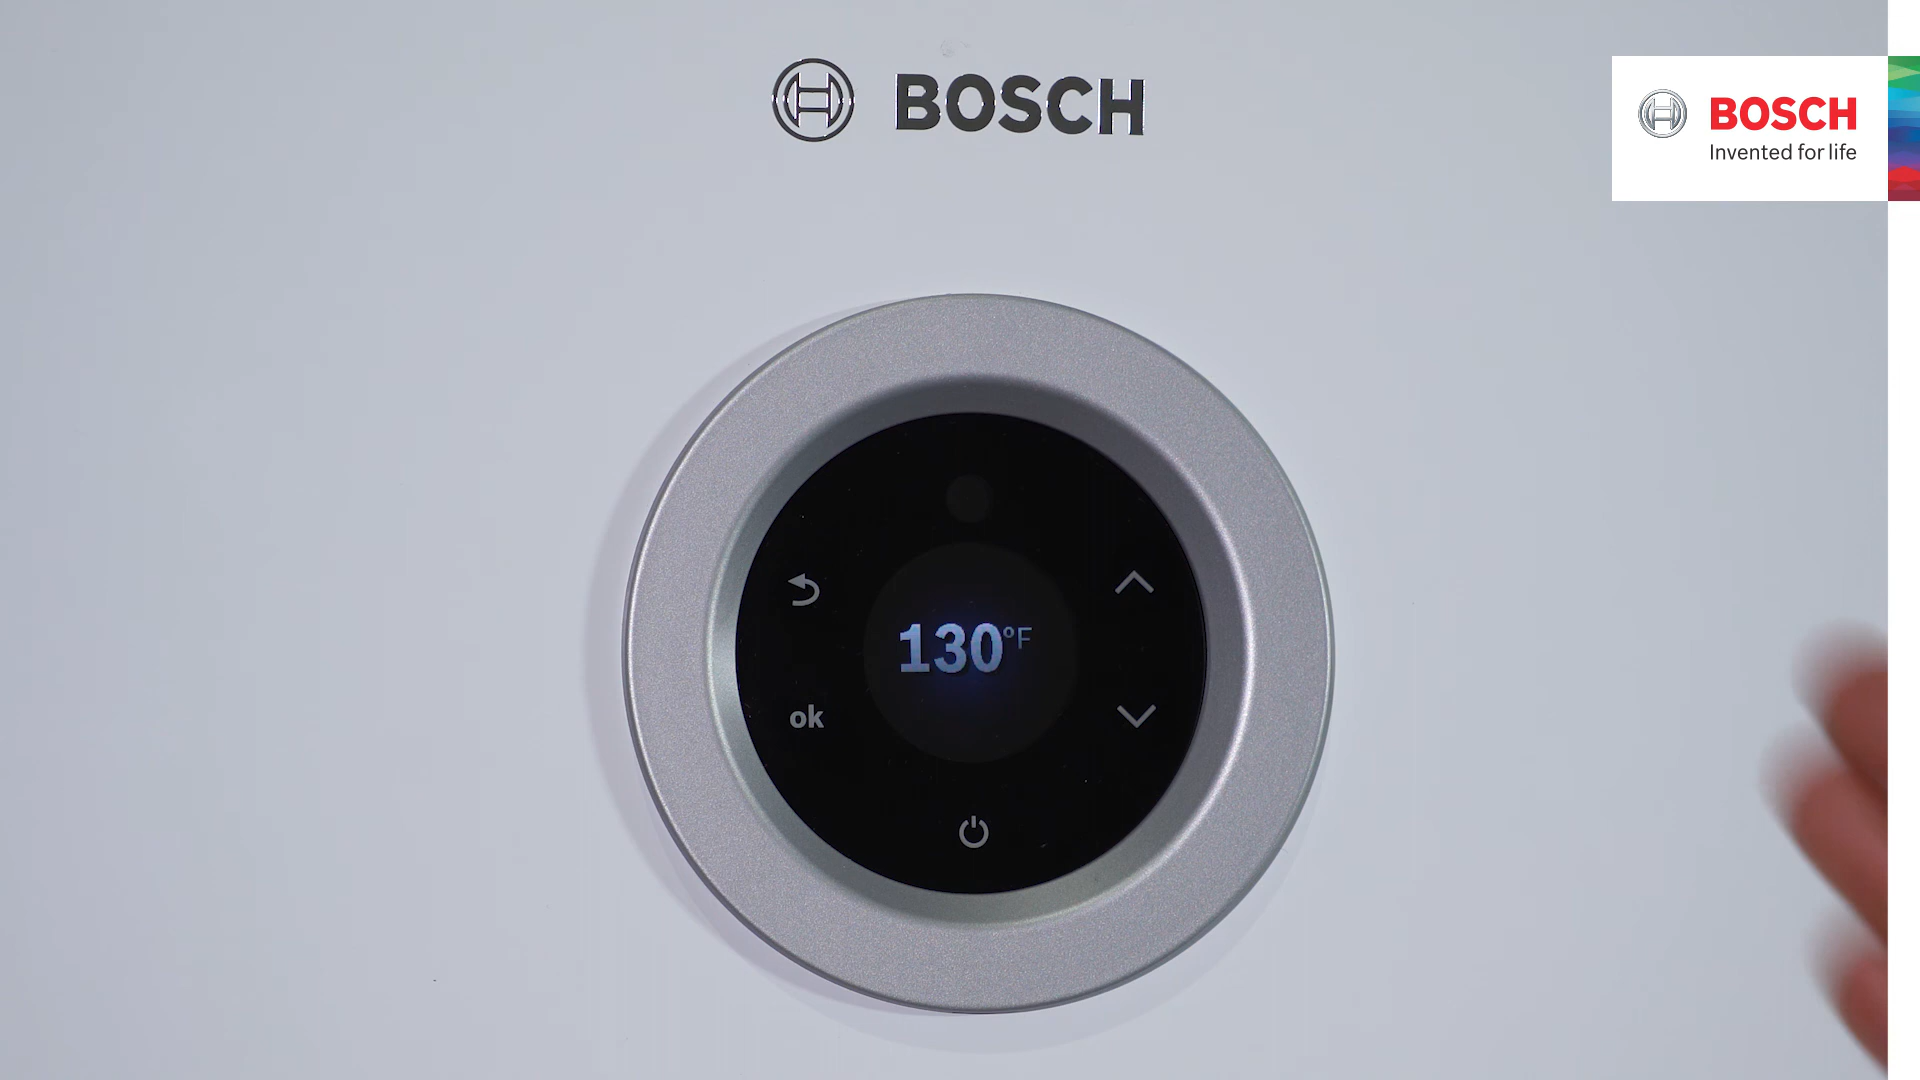 BOSCH
BOSCH
Invented for life
130°F
ok